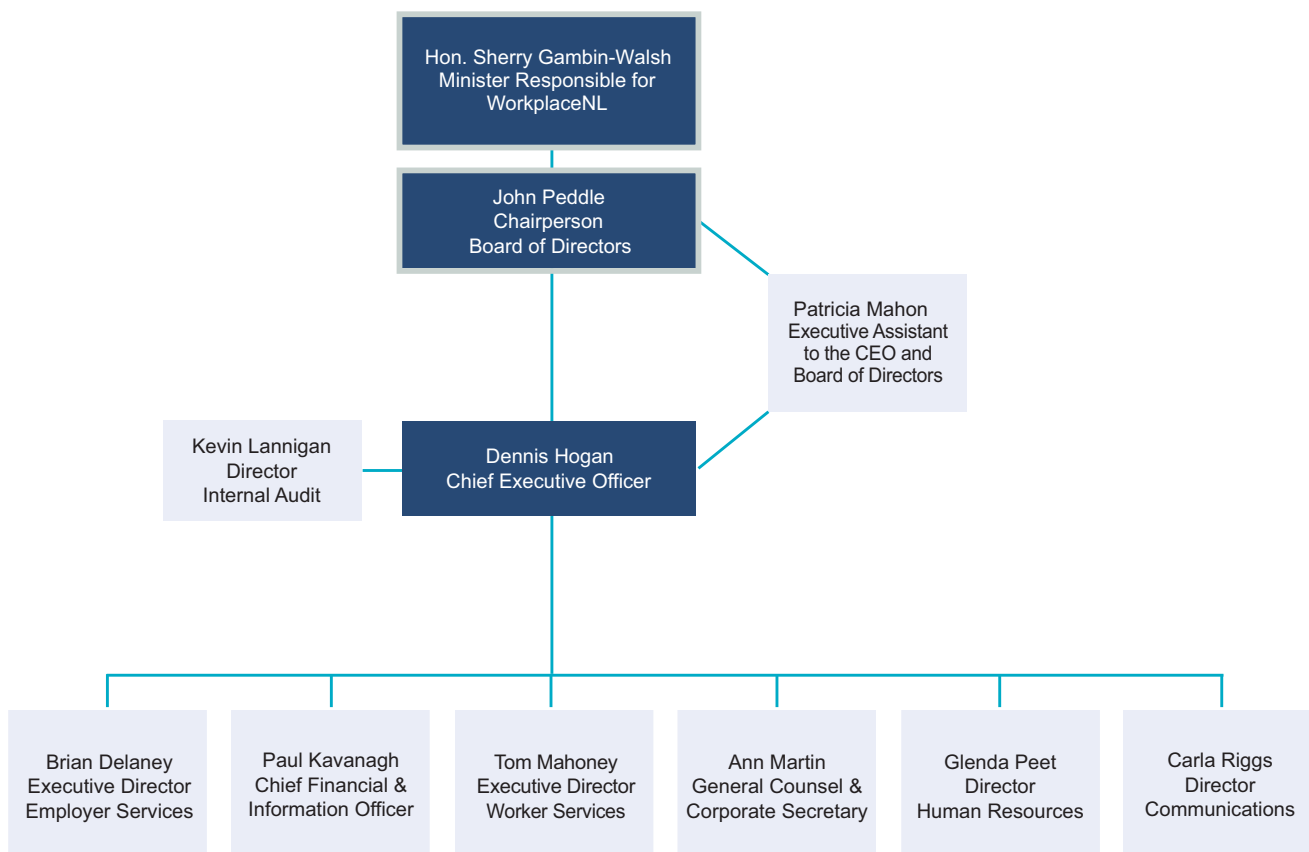 Hon. Sherry Gambin-Walsh
Minister Responsible for
WorkplaceNL
John Peddle
Chairperson
Board of Directors
Patricia Mahon
Executive Assistant
to the CEO and
Board of Directors
Kevin Lannigan
Director
Internal Audit
Dennis Hogan
Chief Executive Officer
Brian Delaney
Executive Director
Employer Services
Paul Kavanagh
Chief Financial &
Information Officer
Tom Mahoney
Executive Director
Worker Services
Ann Martin
General Counsel &
Corporate Secretary
Glenda Peet
Director
Human Resources
Carla Riggs
Director
Communications